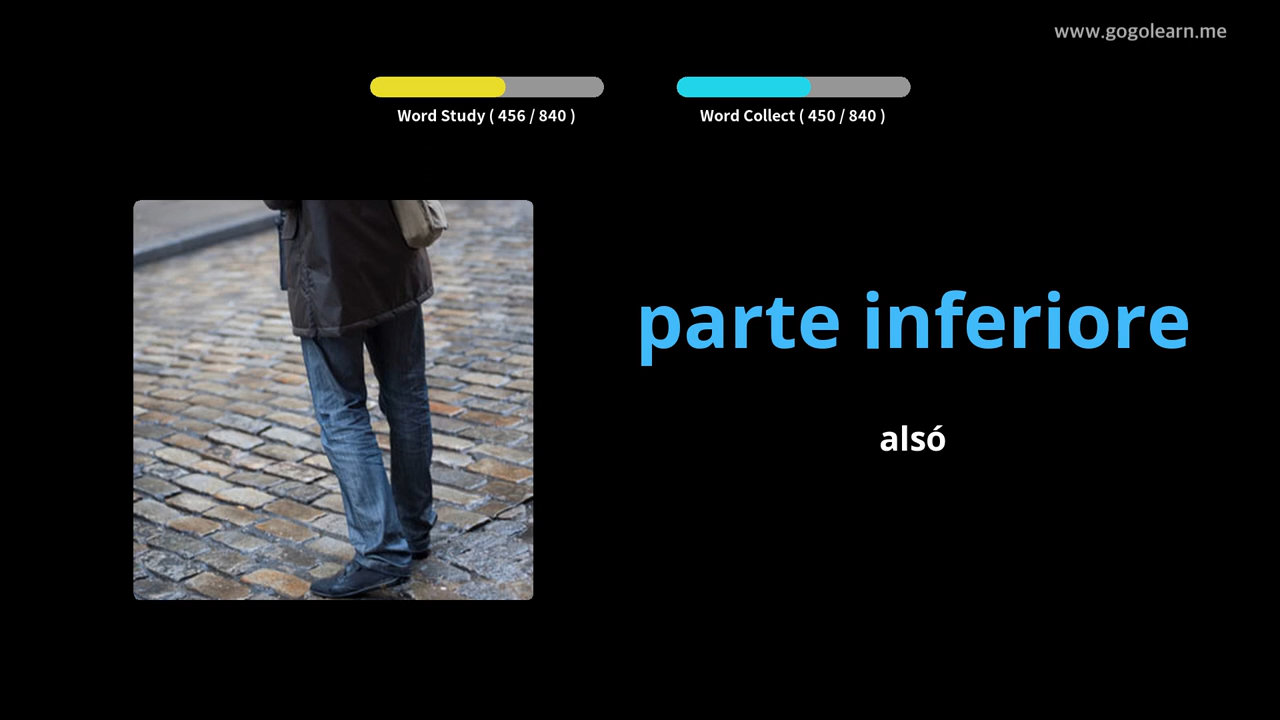 www.gogolearn.me
Word Study ( 456 / 840 )
Word Collect ( 450 / 840 )
parte inferiore
alsó